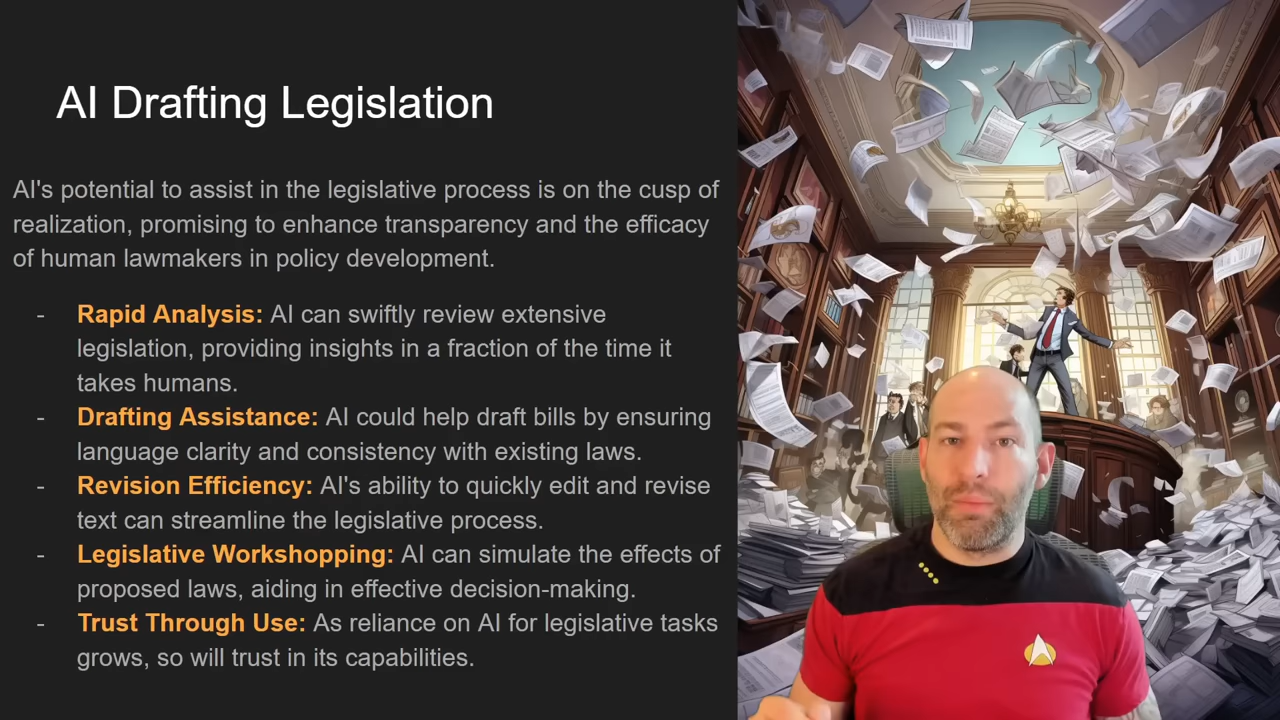 AI Drafting Legislation
AI's potential to assist in the legislative process is on the cusp of
realization, promising to enhance transparency and the efficacy
of human lawmakers in policy development.
- Rapid Analysis: AI can swiftly review extensive
legislation, providing insights in a fraction of the time it
takes humans.
- Drafting Assistance: AI could help draft bills by ensuring
language clarity and consistency with existing laws.
- Revision Efficiency: AI's ability to quickly edit and revise
text can streamline the legislative process.
- Legislative Workshopping: AI can simulate the effects of
proposed laws, aiding in effective decision-making.
- Trust Through Use: As reliance on AI for legislative tasks
grows, so will trust in its capabilities.